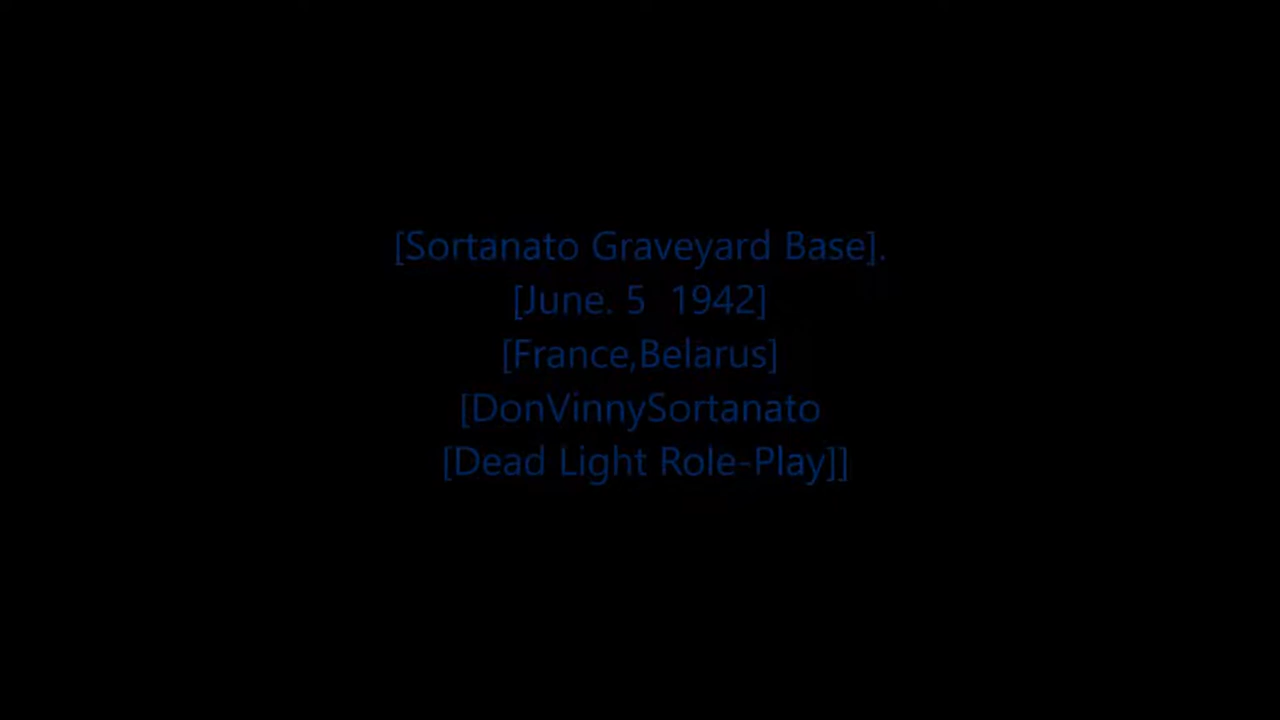 [Sortanato Graveyard Base].
[June. 5  1942]
[France,Belarus]
[DonVinnySortanato
[Dead Light Role-Play]]